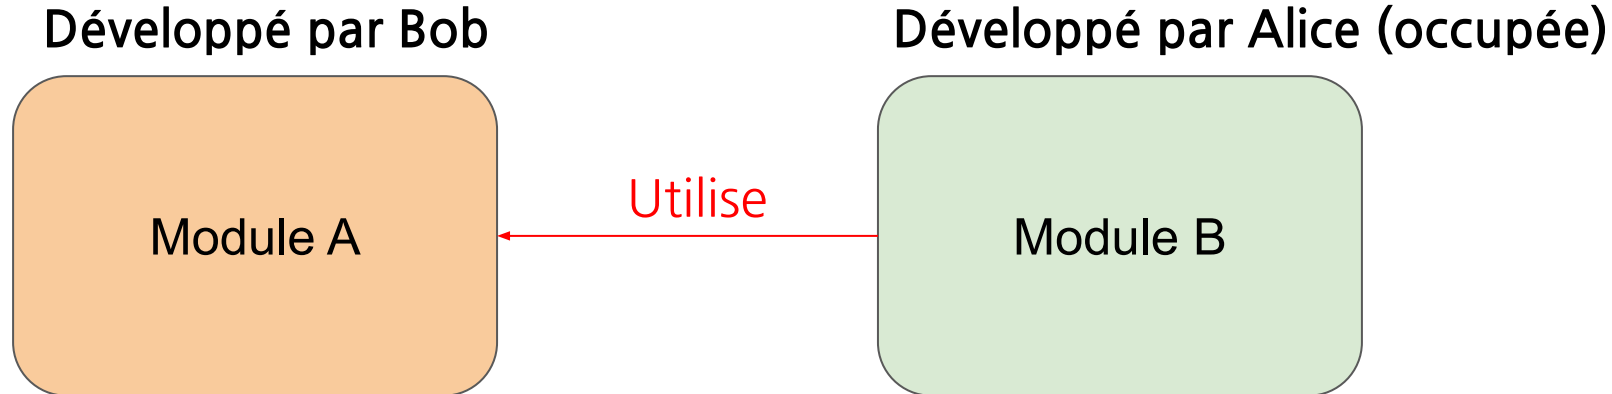 Développé par Bob
Développé par Alice (occupée)
Utilise
Module A
Module B